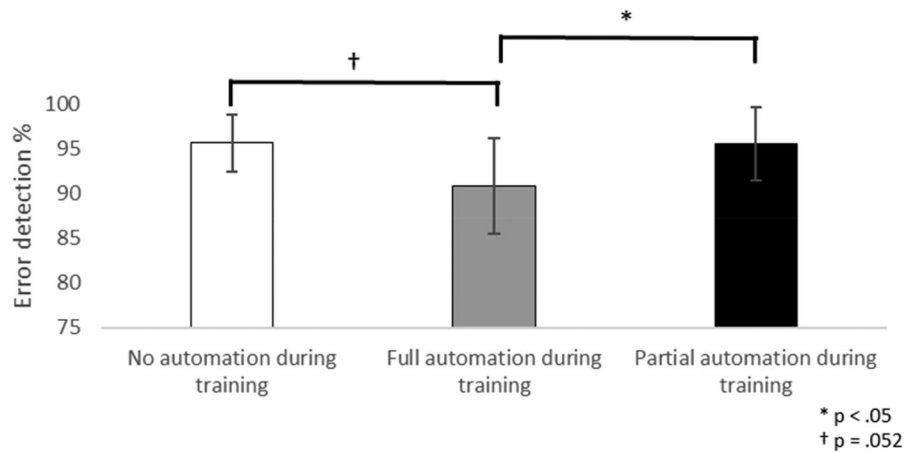 *
†
Error detection %
100
95
90
85
80
75
No automation during
training
Full automation during
training
Partial automation during
training
* p < .05
† p = .052